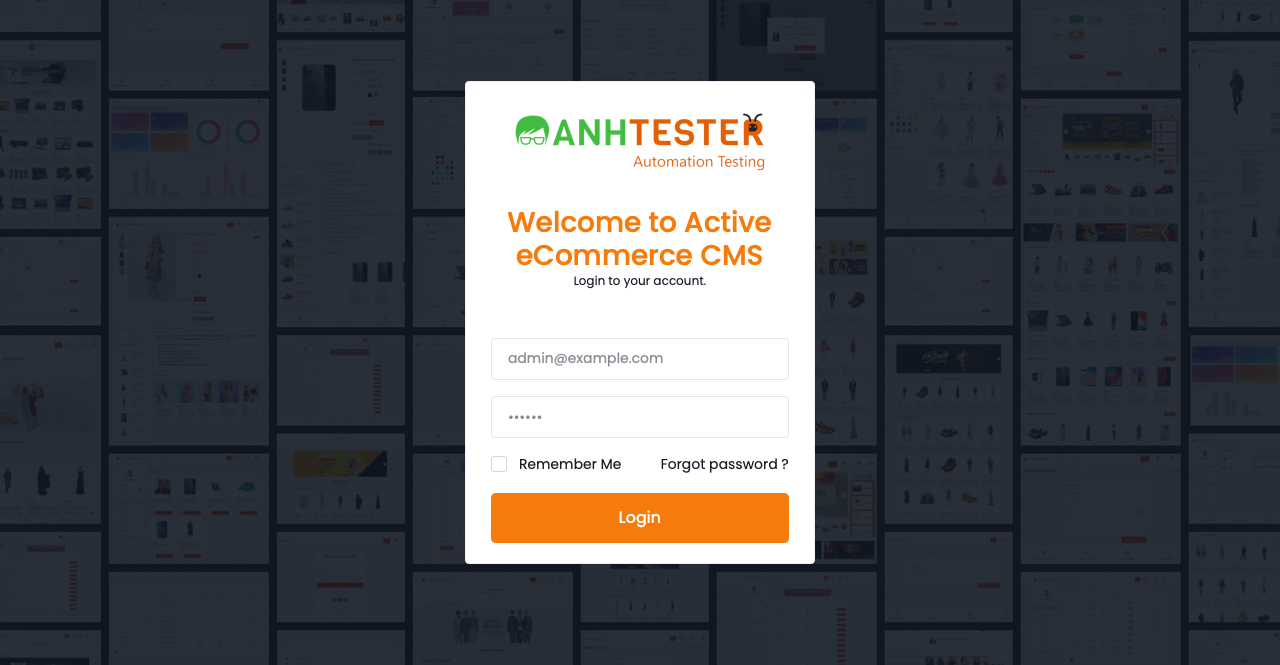 ANHTESTER
Automation Testing
Welcome to Active
eCommerce CMS
Login to your account.
admin@example.com
••••••
Remember Me
Forgot password ?
Login